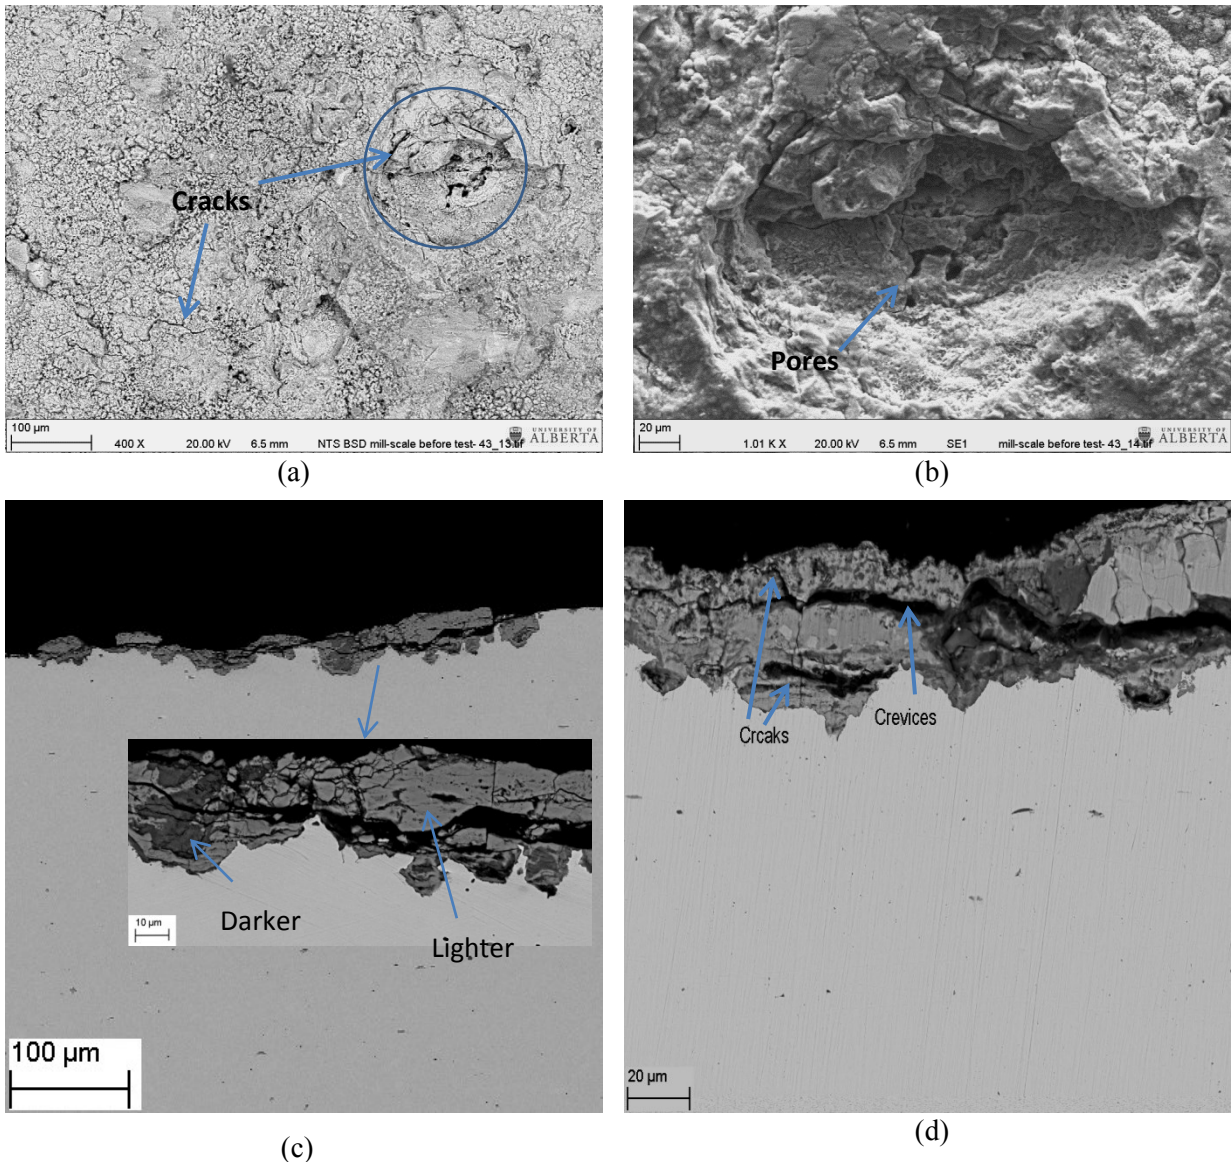 Cracks
100 µm
400 X
20.00 kV
6.5 mm
NTS BSD mill-scale before test- 43_13.tif
UNIVERSITY OF
ALBERTA
(a)
Pores
20 µm
1.01 K X
20.00 kV
6.5 mm
SE1
mill-scale before test- 43_14.tif
UNIVERSITY OF
ALBERTA
(b)
Darker
Lighter
10 µm
100 µm
(c)
Crcaks
Crevices
20 µm
(d)